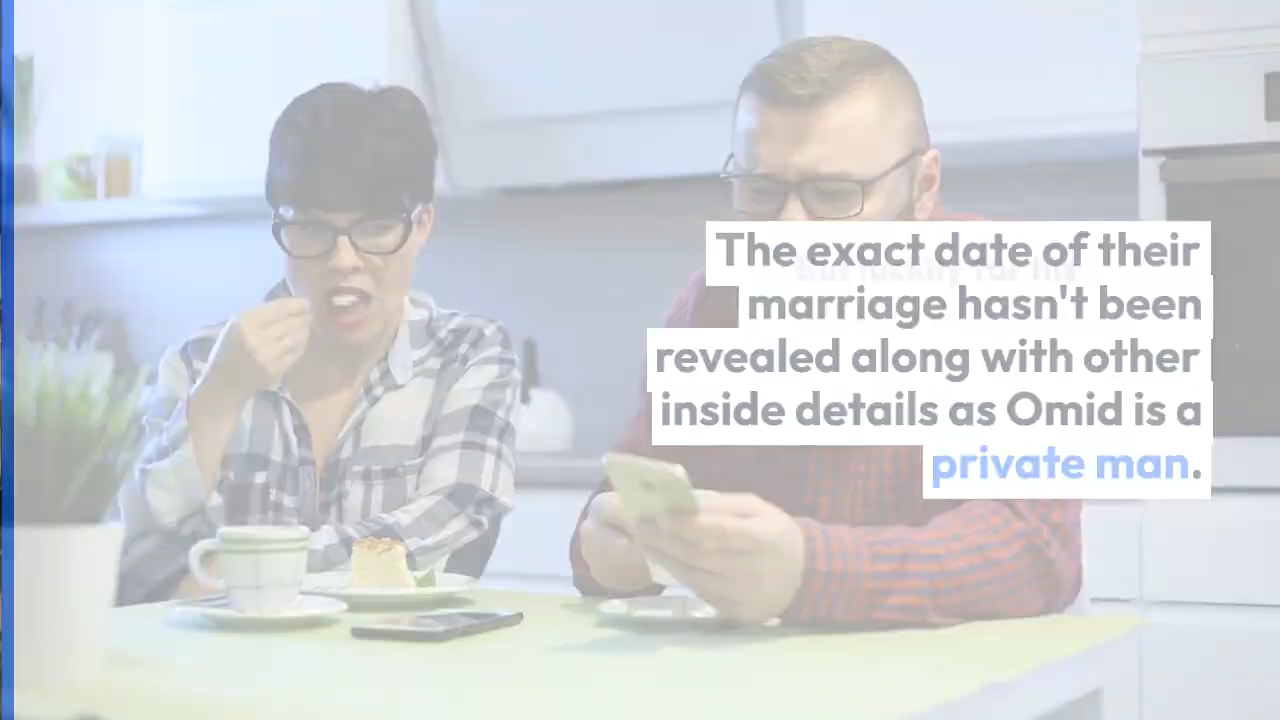 The exact date of their
marriage hasn't been
revealed along with other
inside details as Omid is a
private man.